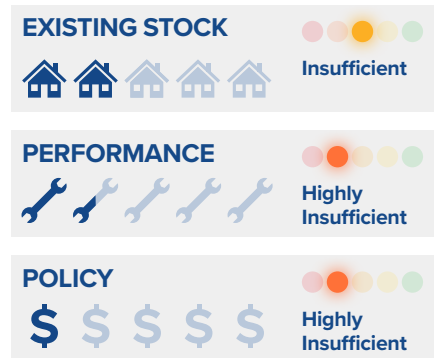 EXISTING STOCK
Insufficient
PERFORMANCE
Highly
Insufficient
POLICY
$ $ $ $ $
Highly
Insufficient